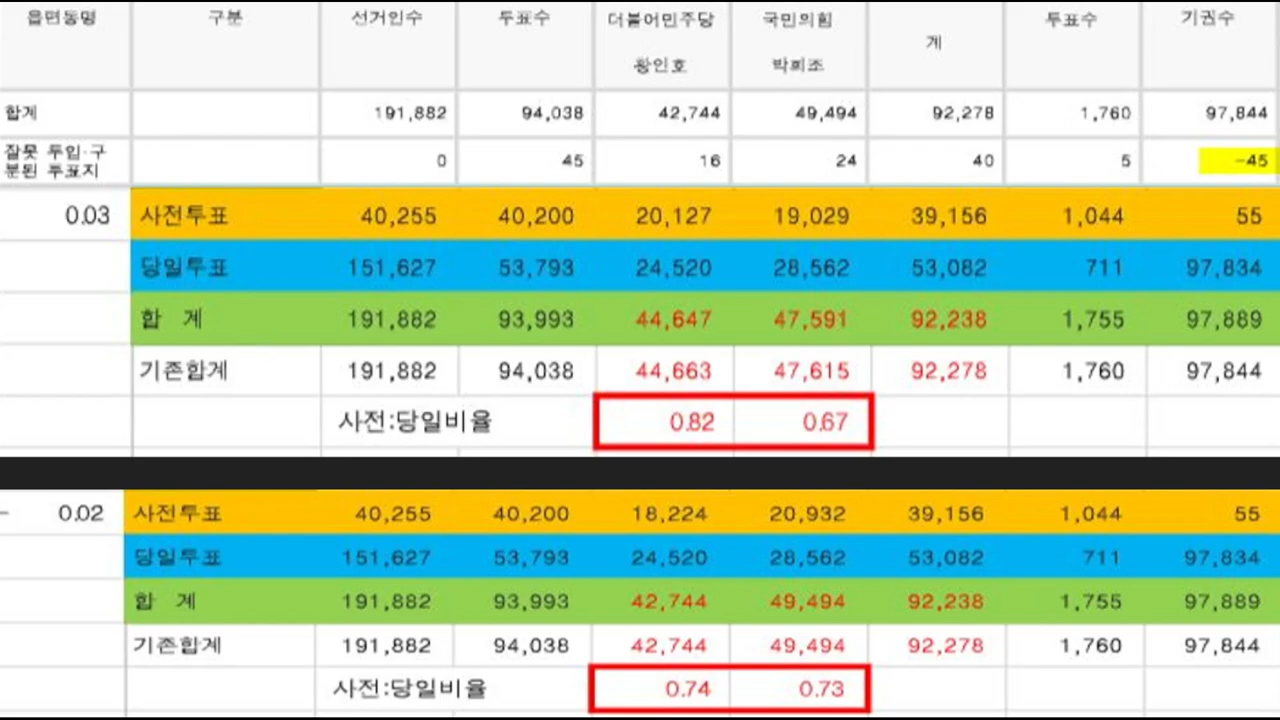 읍면동명 구분 선거인수 투표수 더불어민주당 황인호 국민의힘 박희조 계 투표수 기권수
합계 191,882 94,038 42,744 49,494 92,278 1,760 97,844
잘못 투입·구분된 투표지 0 45 16 24 40 5 -45
0.03 사전투표 40,255 40,200 20,127 19,029 39,156 1,044 55
당일투표 151,627 53,793 24,520 28,562 53,082 711 97,834
합 계 191,882 93,993 44,647 47,591 92,238 1,755 97,889
기존합계 191,882 94,038 44,663 47,615 92,278 1,760 97,844
사전:당일비율 0.82 0.67
- 0.02 사전투표 40,255 40,200 18,224 20,932 39,156 1,044 55
당일투표 151,627 53,793 24,520 28,562 53,082 711 97,834
합 계 191,882 93,993 42,744 49,494 92,238 1,755 97,889
기존합계 191,882 94,038 42,744 49,494 92,278 1,760 97,844
사전:당일비율 0.74 0.73